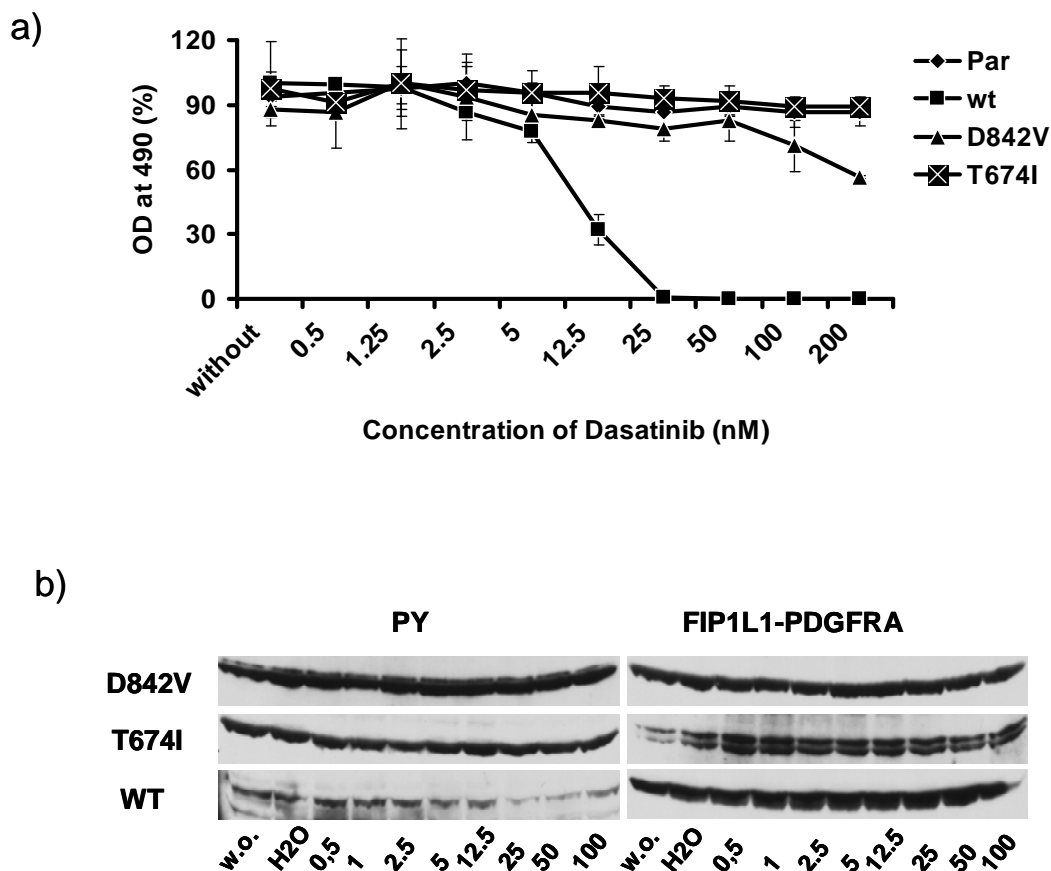 a)
120
90
60
30
0
OD at 490 (%)
without 0.5 1.25 2.5 5 12.5 25 50 100 200
Concentration of Dasatinib (nM)
Par
wt
D842V
T674I
b)
PY FIP1L1-PDGFRA
D842V
T674I
WT
w.o. H2O 0,5 1 2.5 5 12.5 25 50 100 w.o. H2O 0,5 1 2.5 5 12.5 25 50 100